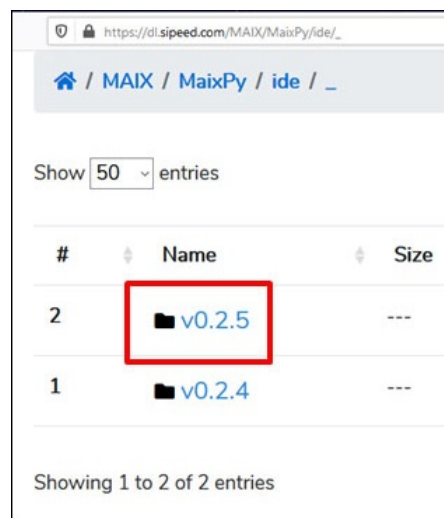 https://dl.sipeed.com/MAIX/MaixPy/ide/_
/ MAIX / MaixPy / ide / _
Show 50 entries
# Name Size
2 v0.2.5 ---
1 v0.2.4 ---
Showing 1 to 2 of 2 entries